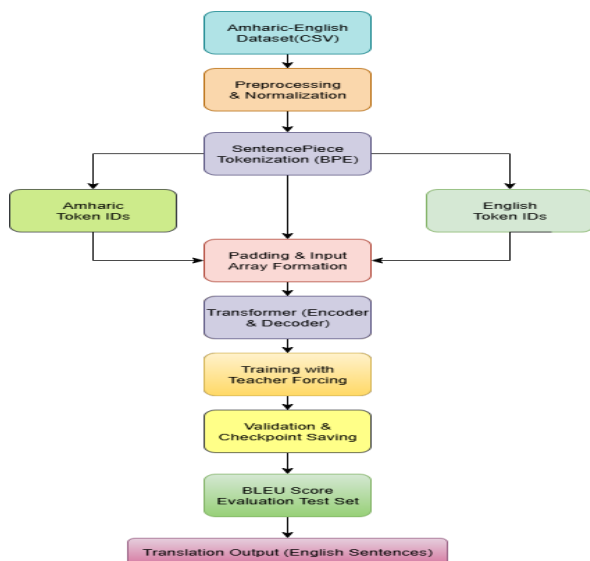 Amharic-English
Dataset(CSV)
Preprocessing
& Normalization
SentencePiece
Tokenization (BPE)
Amharic
Token IDs
English
Token IDs
Padding & Input
Array Formation
Transformer (Encoder
& Decoder)
Training with
Teacher Forcing
Validation &
Checkpoint Saving
BLEU Score
Evaluation Test Set
Translation Output (English Sentences)